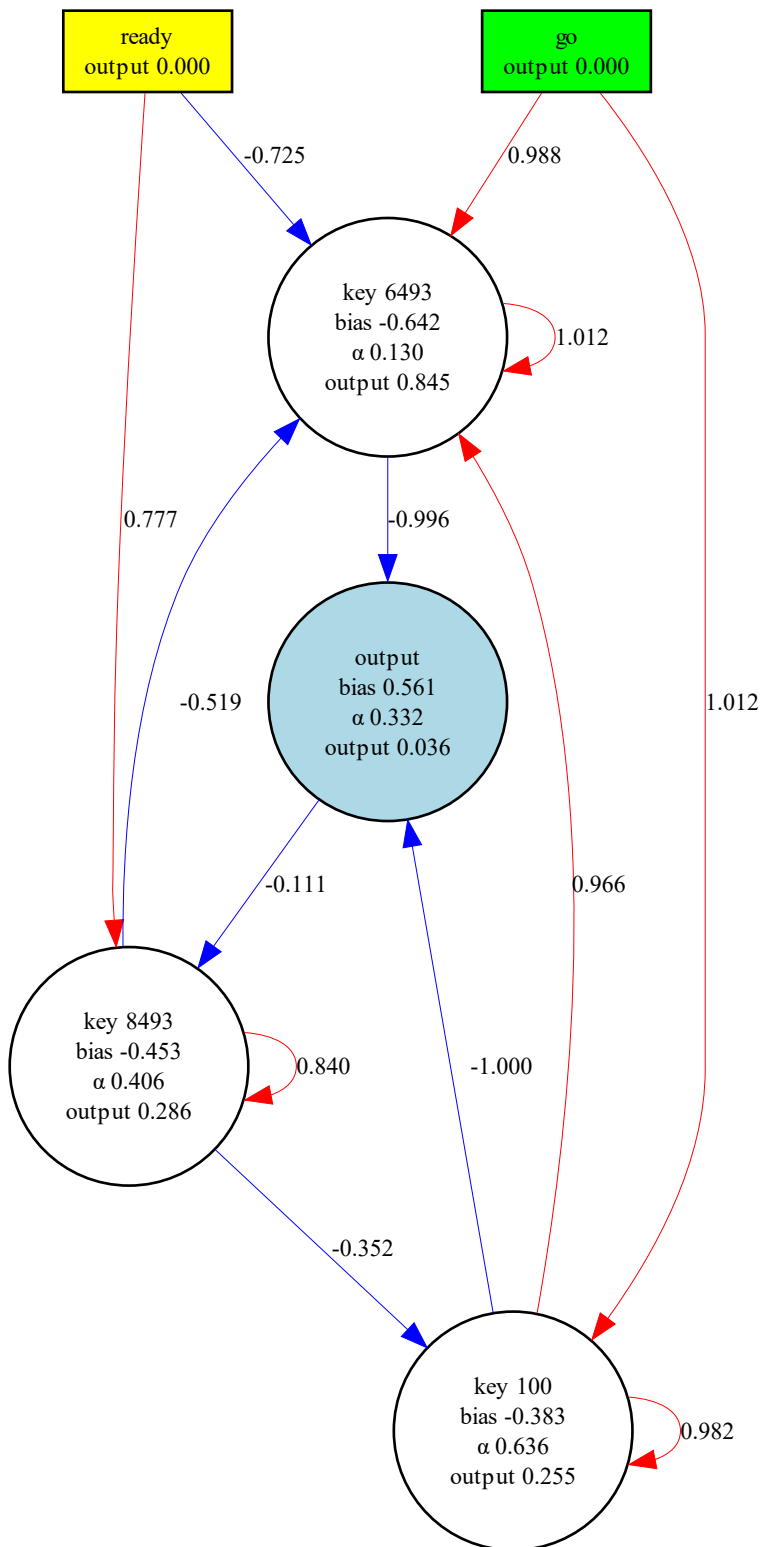 ready
output 0.000
go
output 0.000
-0.725
0.988
key 6493
bias -0.642
α 0.130
output 0.845
1.012
0.777
-0.996
-0.519
output
bias 0.561
α 0.332
output 0.036
1.012
-0.111
0.966
key 8493
bias -0.453
α 0.406
output 0.286
0.840
-1.000
-0.352
key 100
bias -0.383
α 0.636
output 0.255
0.982